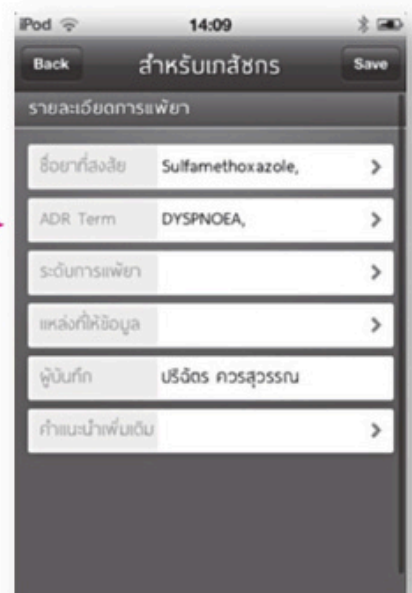 iPod 14:09
Back สำหรับเภสัชกร Save
รายละเอียดการแพ้ยา
ชื่อยาที่สงสัย Sulfamethoxazole,
ADR Term DYSPNOEA,
ระดับการแพ้ยา
แหล่งที่ให้ข้อมูล
ผู้บันทึก ปรีฉัตร ควรสุวรรณ
คำแนะนำเพิ่มเติม